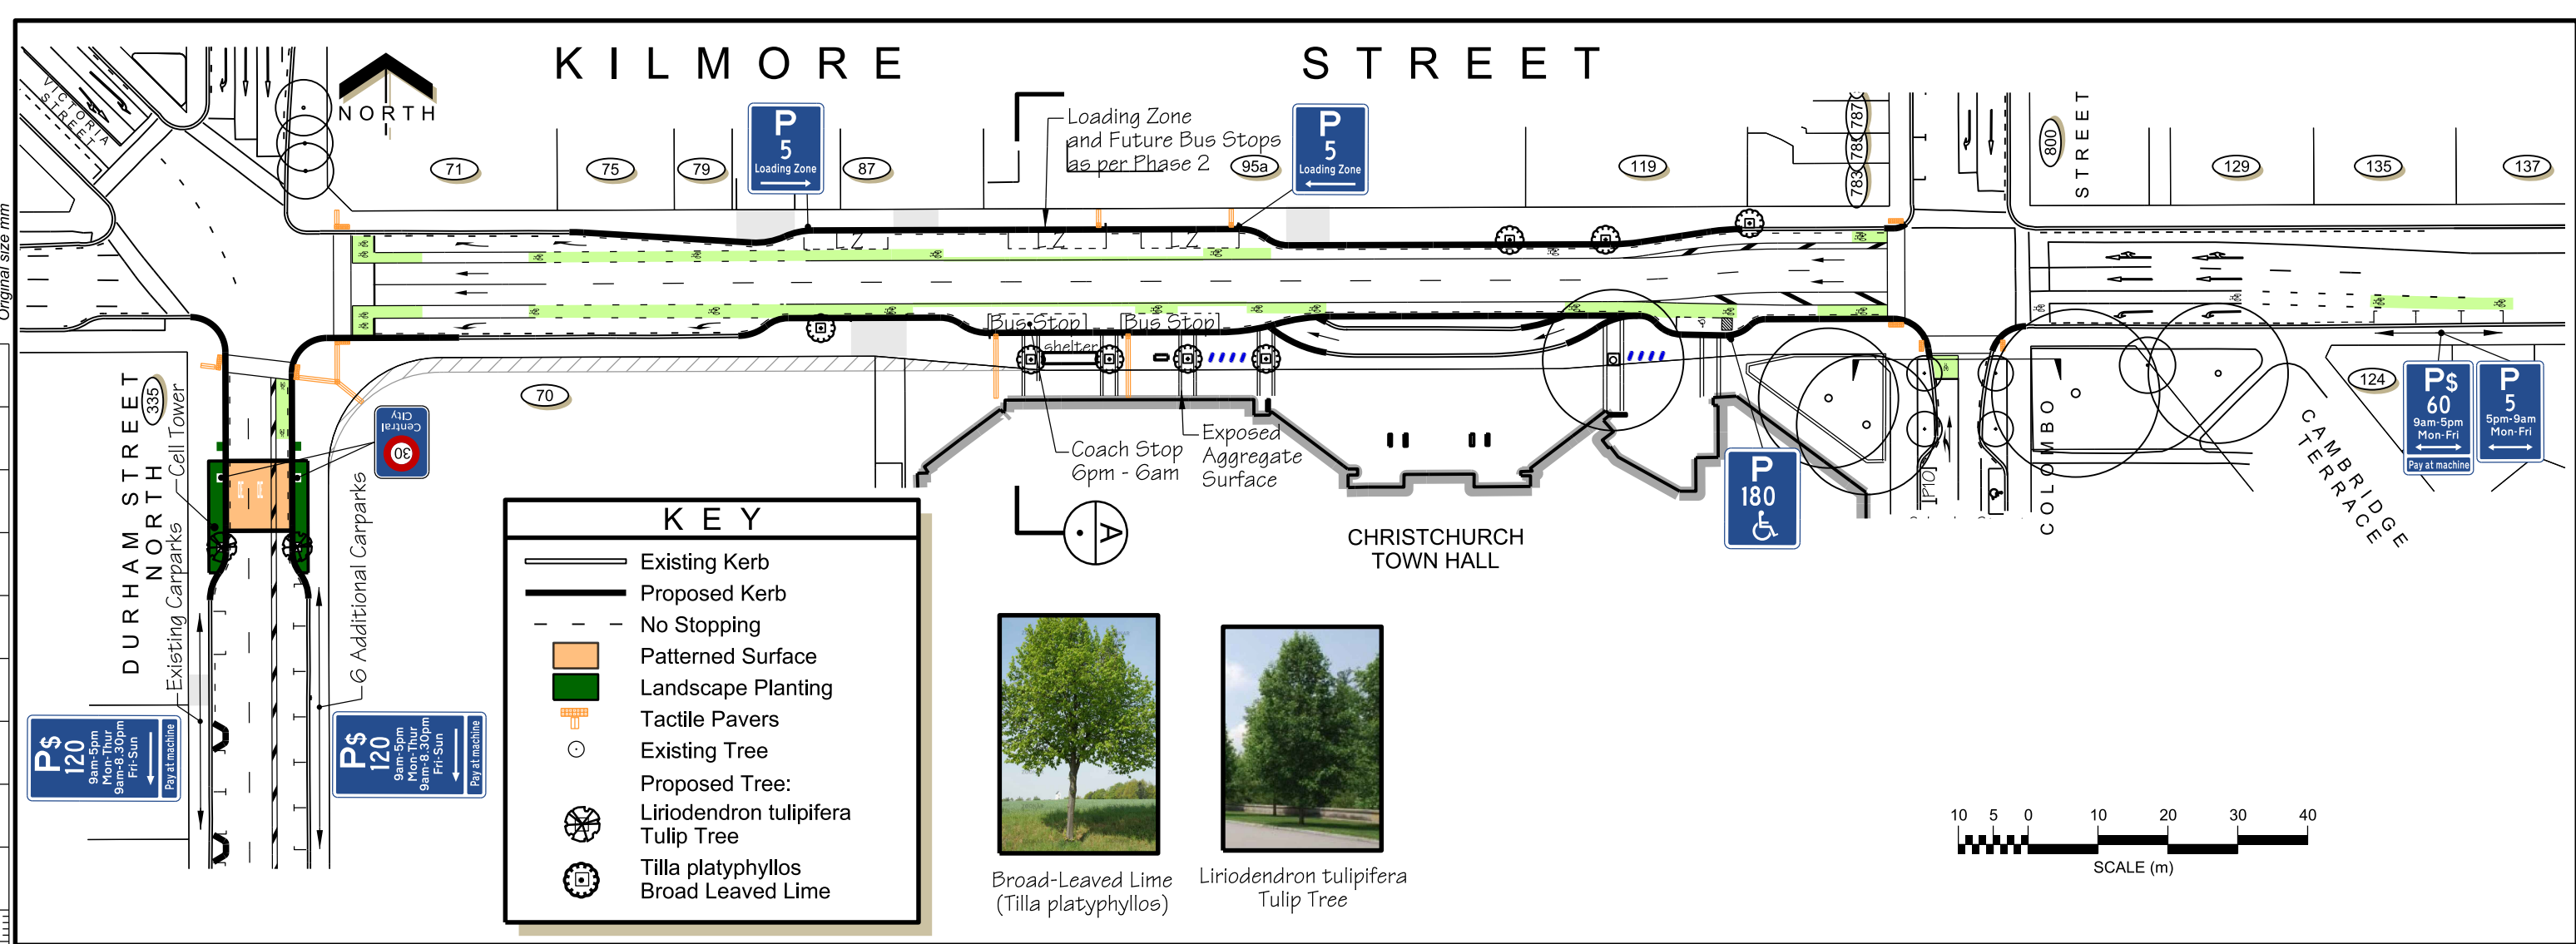 KILMORE STREET
VICTORIA
STREET
NORTH
Original size mm
P
5
Loading Zone
Loading Zone
and Future Bus Stops
as per Phase 2
P
5
Loading Zone
71
75
79
87
95a
119
783
787
800
STREET
129
135
137
Bus Stop
Bus Stop
shelter
DURHAM STREET
NORTH
335
Cell Tower
Existing Carparks
Central
City
30
70
6 Additional Carparks
Coach Stop
6pm - 6am
Exposed
Aggregate
Surface
A
CHRISTCHURCH
TOWN HALL
P
180
P10
COLOMBO
CAMBRIDGE
TERRACE
124
P$
60
9am-5pm
Mon-Fri
Pay at machine
P
5
5pm-9am
Mon-Fri
P$
120
9am-5pm
Mon-Thur
9am-8.30pm
Fri-Sun
Pay at machine
P$
120
9am-5pm
Mon-Thur
9am-8.30pm
Fri-Sun
Pay at machine
KEY
Existing Kerb
Proposed Kerb
No Stopping
Patterned Surface
Landscape Planting
Tactile Pavers
Existing Tree
Proposed Tree:
Liriodendron tulipifera
Tulip Tree
Tilla platyphyllos
Broad Leaved Lime
Broad-Leaved Lime
(Tilla platyphyllos)
Liriodendron tulipifera
Tulip Tree
10 5 0 10 20 30 40
SCALE (m)